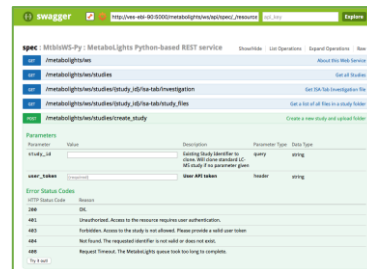 swagger http://ves-ebi-90:5000/metabolights/ws/api/spec/_/resource api_key Explore
spec : MtblsWS-Py : MetaboLights Python-based REST service Show/Hide List Operations Expand Operations Raw
GET /metabolights/ws About this Web Service
GET /metabolights/ws/studies Get all Studies
GET /metabolights/ws/studies/{study_id}/isa-tab/investigation Get ISA-Tab Investigation file
GET /metabolights/ws/studies/{study_id}/isa-tab/study_files Get a list of all files in a study folder
POST /metabolights/ws/studies/create_study Create a new study and upload folder
Parameters
Parameter Value Description Parameter Type Data Type
study_id Existing Study Identifier to clone. Will clone standard LC-MS study if no parameter given query string
user_token (required) User API token header string
Error Status Codes
HTTP Status Code Reason
200 OK.
401 Unauthorized. Access to the resource requires user authentication.
403 Forbidden. Access to the study is not allowed. Please provide a valid user token
404 Not found. The requested identifier is not valid or does not exist.
408 Request Timeout. The MetaboLights queue took too long to complete.
Try it out!